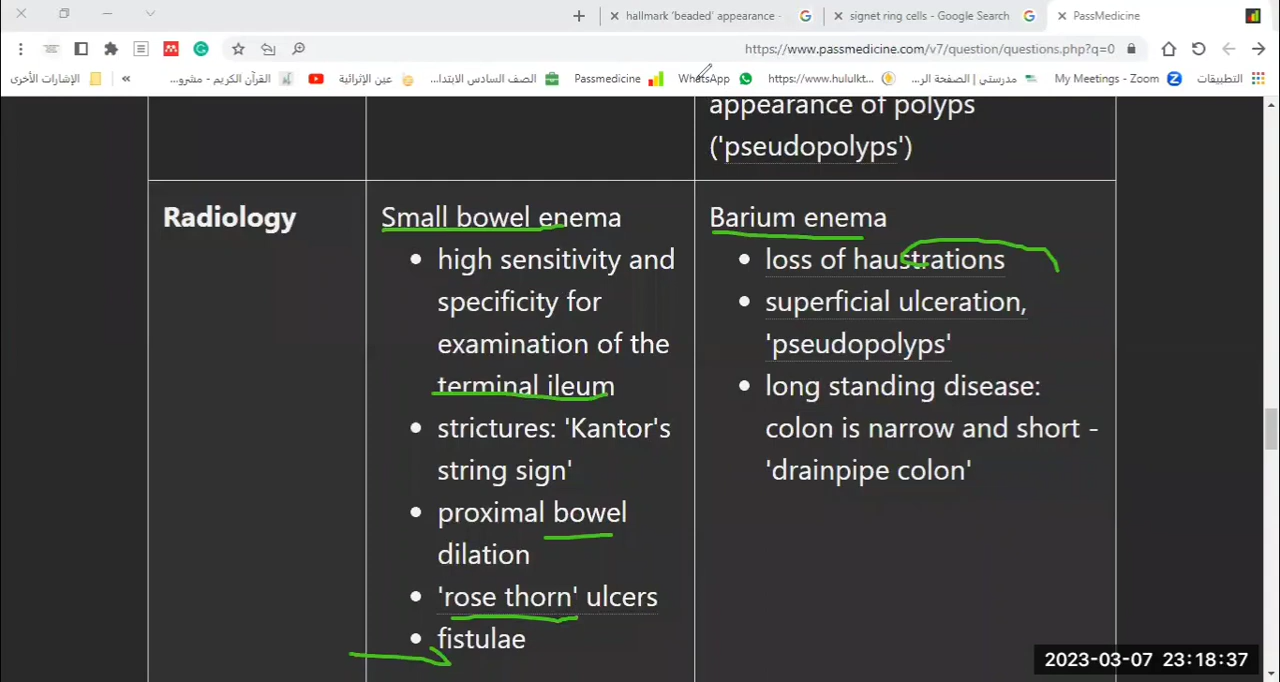 hallmark 'beaded' appearance -
signet ring cells - Google Search
PassMedicine
https://www.passmedicine.com/v7/question/questions.php?q=0
الإشارات الأخرى
»
القرآن الكريم - مشرو...
عين الإثرائية
الصف السادس الابتدا...
Passmedicine
WhatsApp
https://www.hululkt...
مدرستي | الصفحة الر...
My Meetings - Zoom
التطبيقات
appearance of polyps
('pseudopolyps')
Radiology
Small bowel enema
high sensitivity and
specificity for
examination of the
terminal ileum
strictures: 'Kantor's
string sign'
proximal bowel
dilation
'rose thorn' ulcers
fistulae
Barium enema
loss of haustrations
superficial ulceration,
'pseudopolyps'
long standing disease:
colon is narrow and short -
'drainpipe colon'
2023-03-07 23:18:37